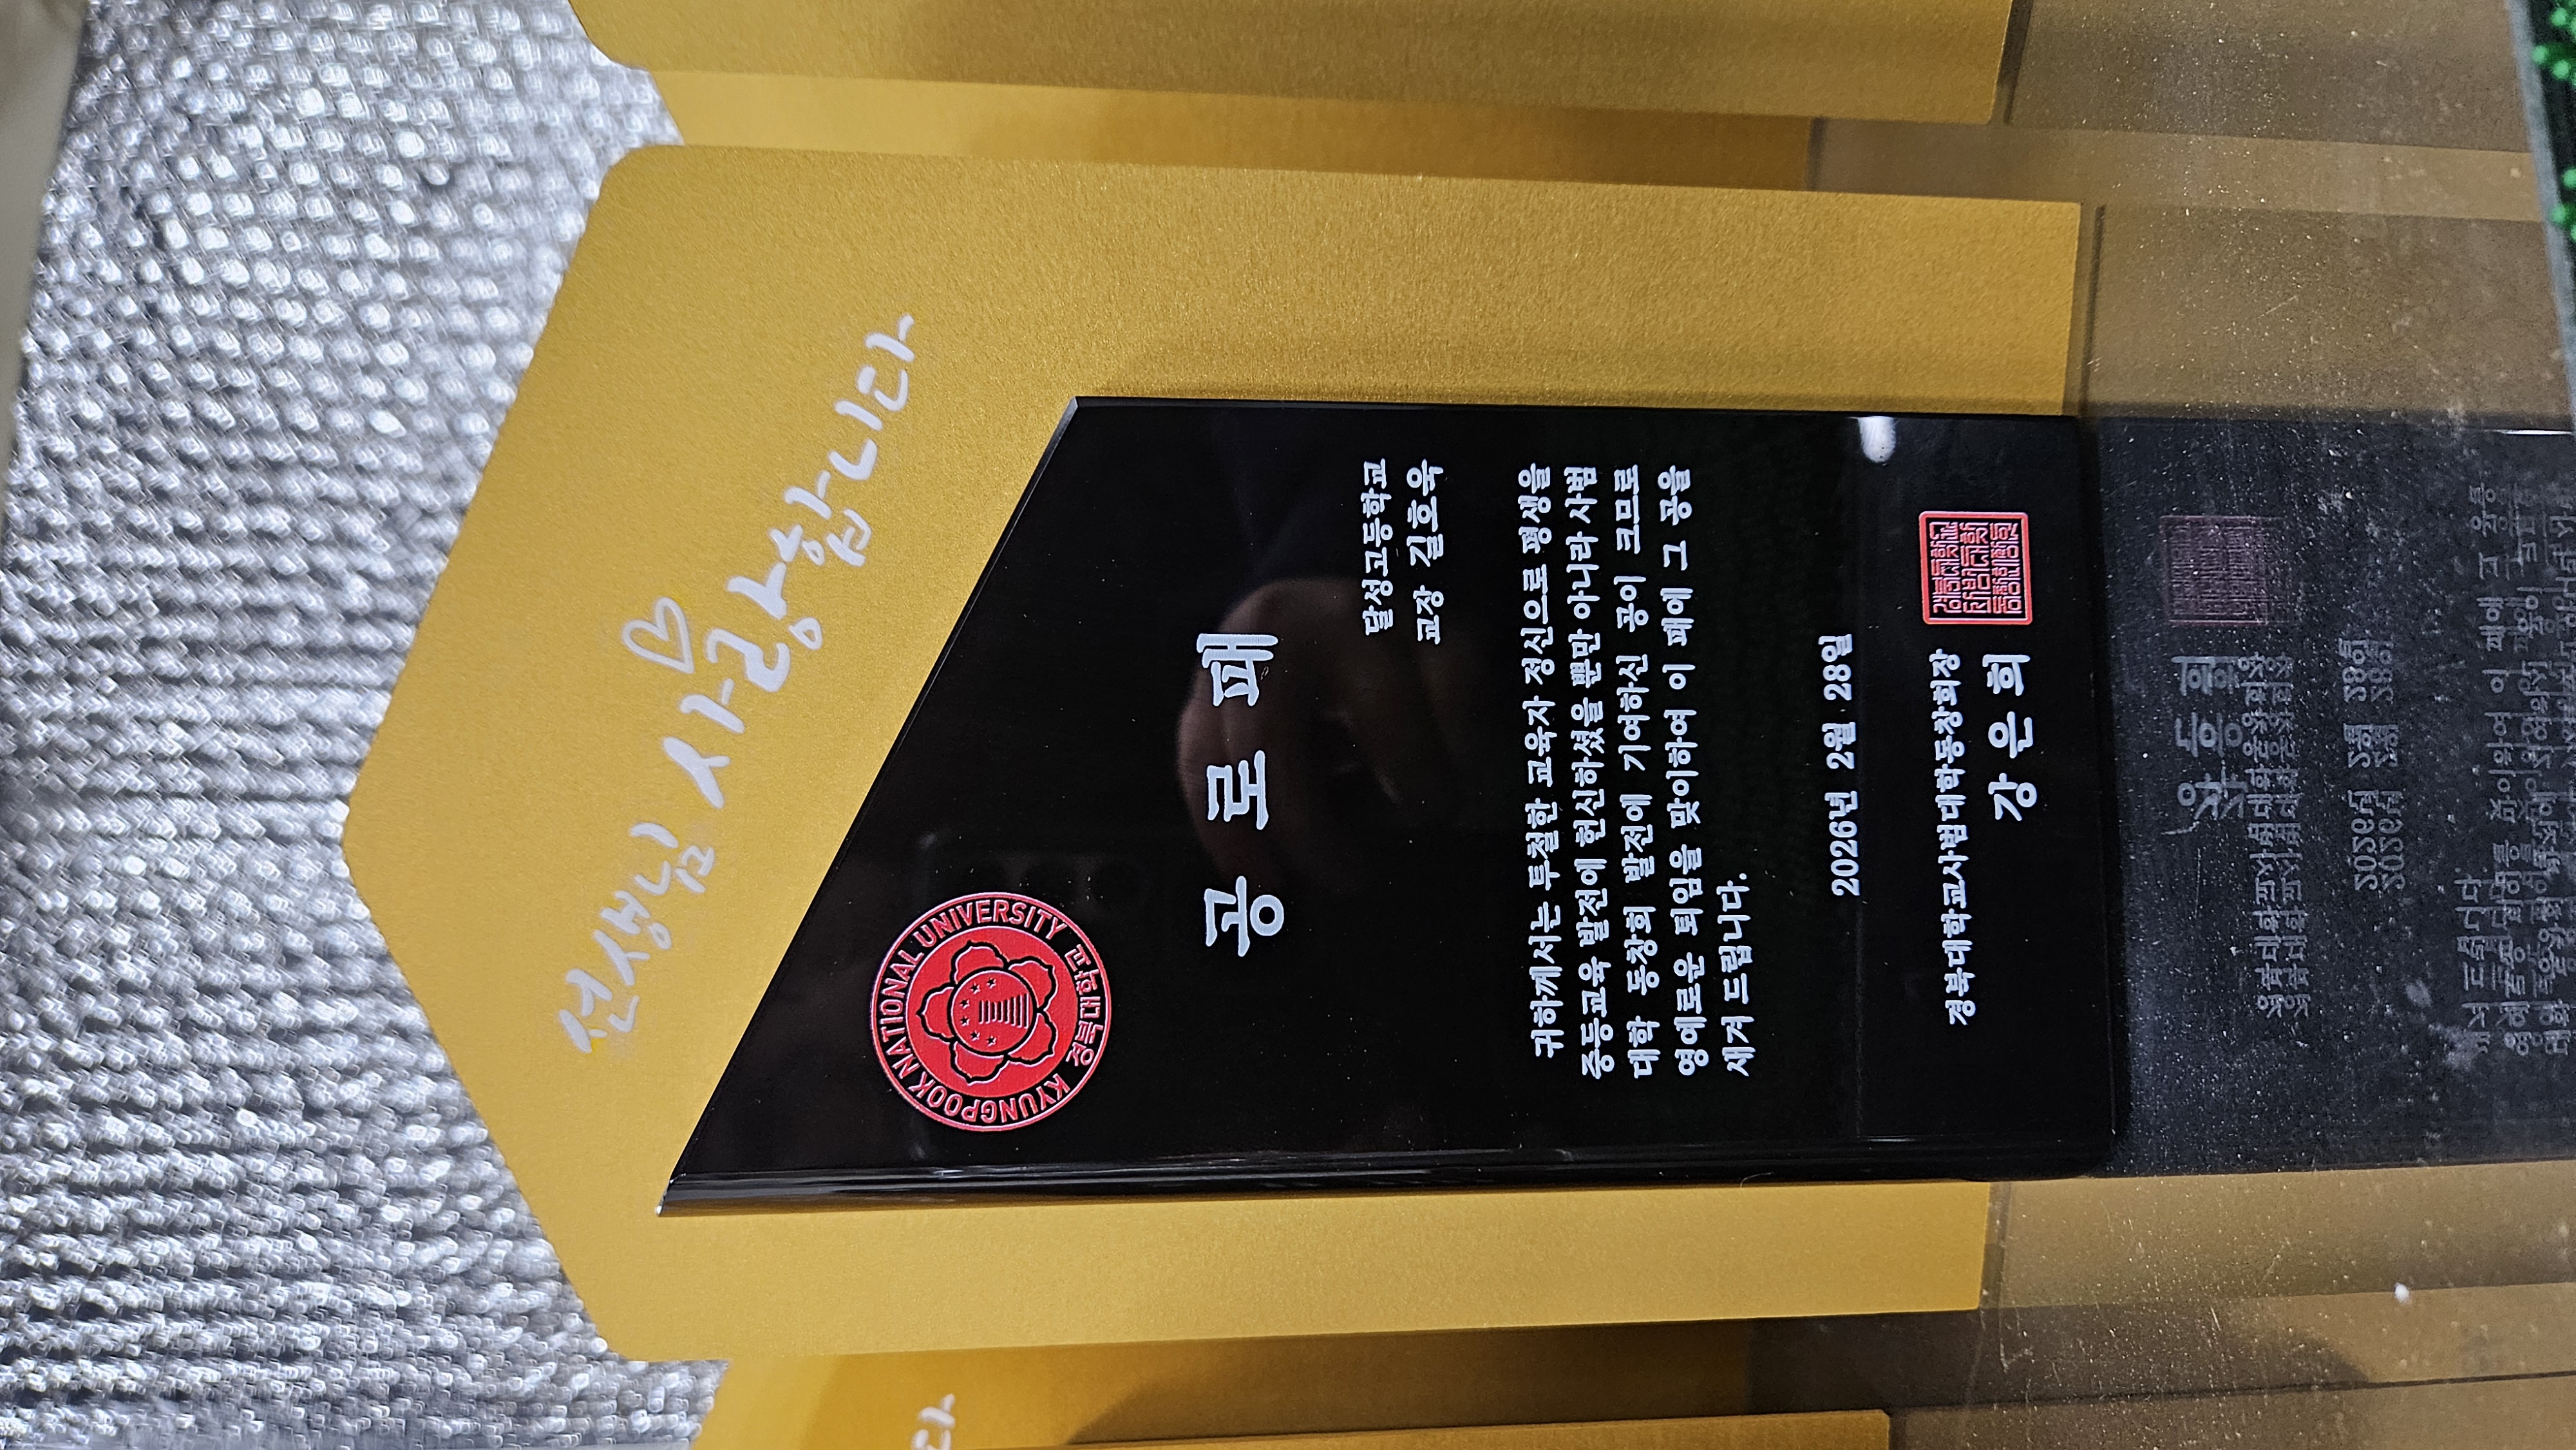 선생님 사랑합니다
KYUNGPOOK NATIONAL UNIVERSITY 경북대학교
공로패
달성고등학교
교장 길호욱
귀하께서는 투철한 교육자 정신으로 평생을
중등교육 발전에 헌신하셨을 뿐만 아니라 사범
대학 동창회 발전에 기여하신 공이 크므로
영예로운 퇴임을 맞이하여 이 패에 그 공을
새겨 드립니다.
2026년 2월 28일
경북대학교사범대학동창회장
강은희